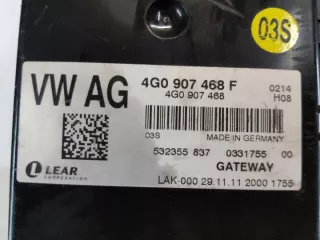 03S
VW AG
4G0 907 468 F
4G0 907 468
0214
H08
03S
MADE IN GERMANY
532355 837 0331755 00
LEAR
CORPORATION
GATEWAY
LAK-000 29.11.11 2000 1755